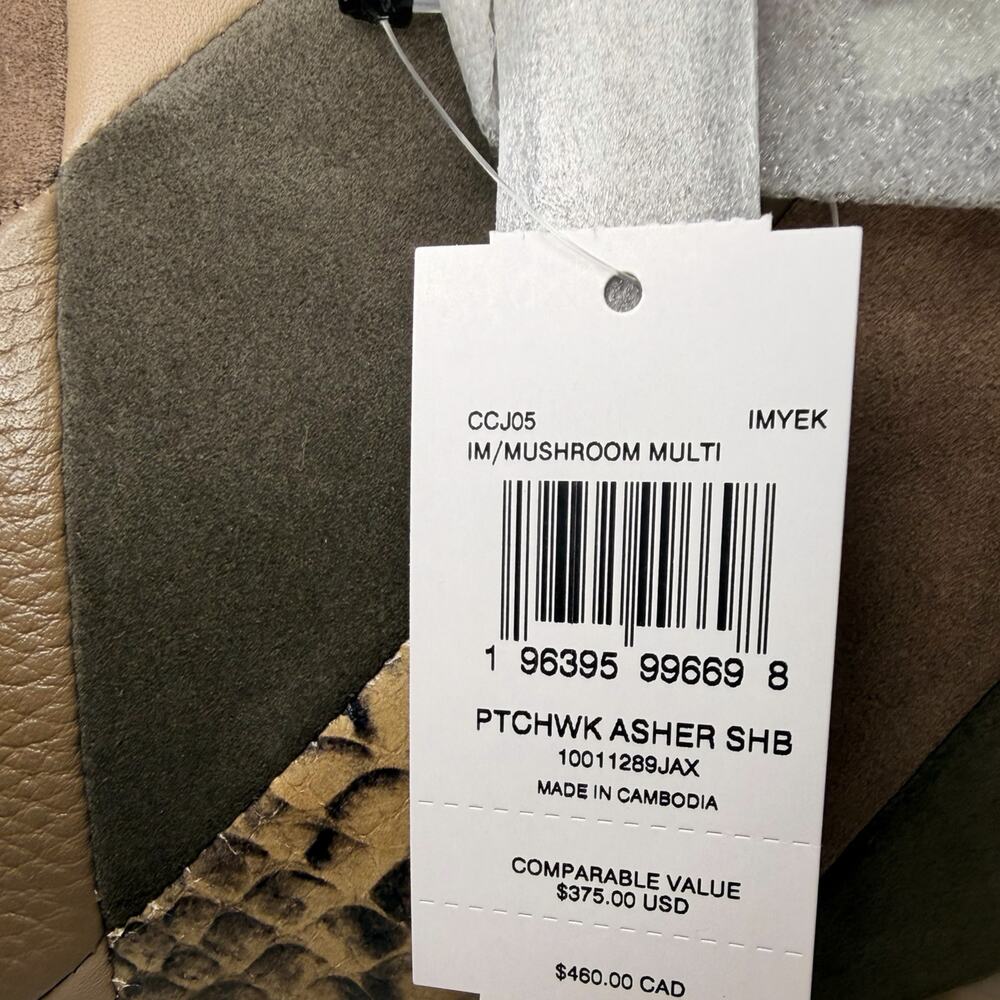 CCJ05 IMYEK
IM/MUSHROOM MULTI
1 96395 99669 8
PTCHWK ASHER SHB
10011289JAX
MADE IN CAMBODIA
COMPARABLE VALUE
$375.00 USD
$460.00 CAD